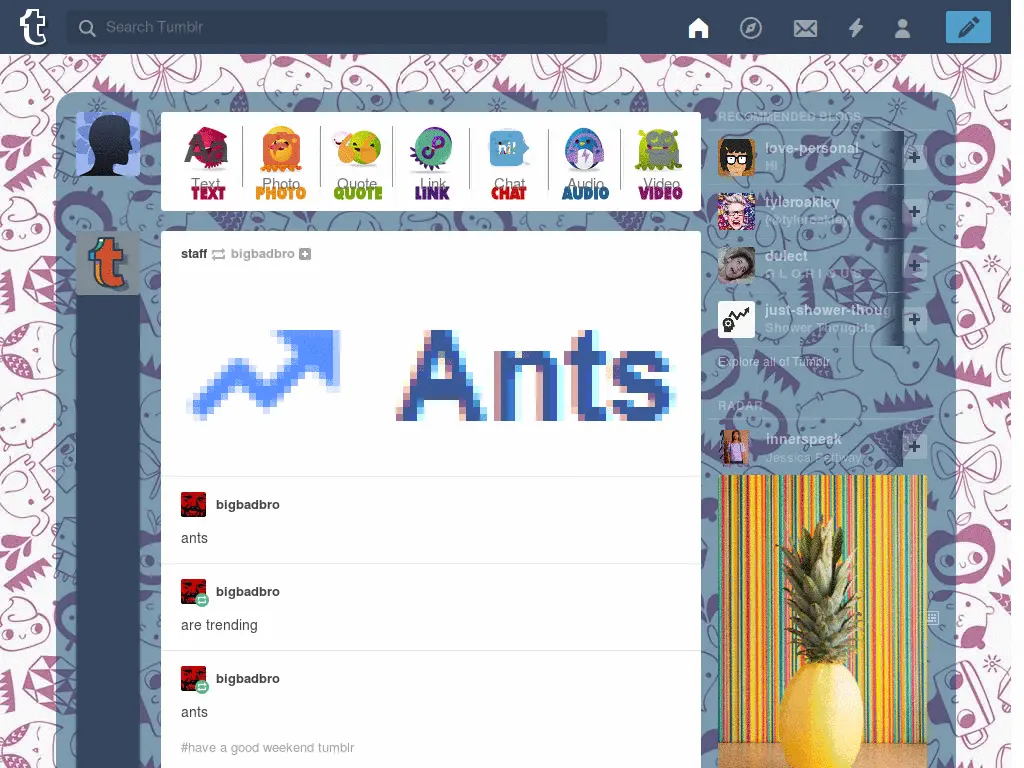 t Search Tumblr
Text Photo Quote Link Chat Audio Video
TEXT PHOTO QUOTE LINK CHAT AUDIO VIDEO
hi!
staff bigbadbro
Ants
bigbadbro
ants
bigbadbro
are trending
bigbadbro
ants
#have a good weekend tumblr
RECOMMENDED BLOGS
love-personal
HI
tyleroakley
(@tyleroakley)
dulect
G L O R I O U S
just-shower-thoug
Shower Thoughts
Explore all of Tumblr
RADAR
innerspeak
Jessica Pettway